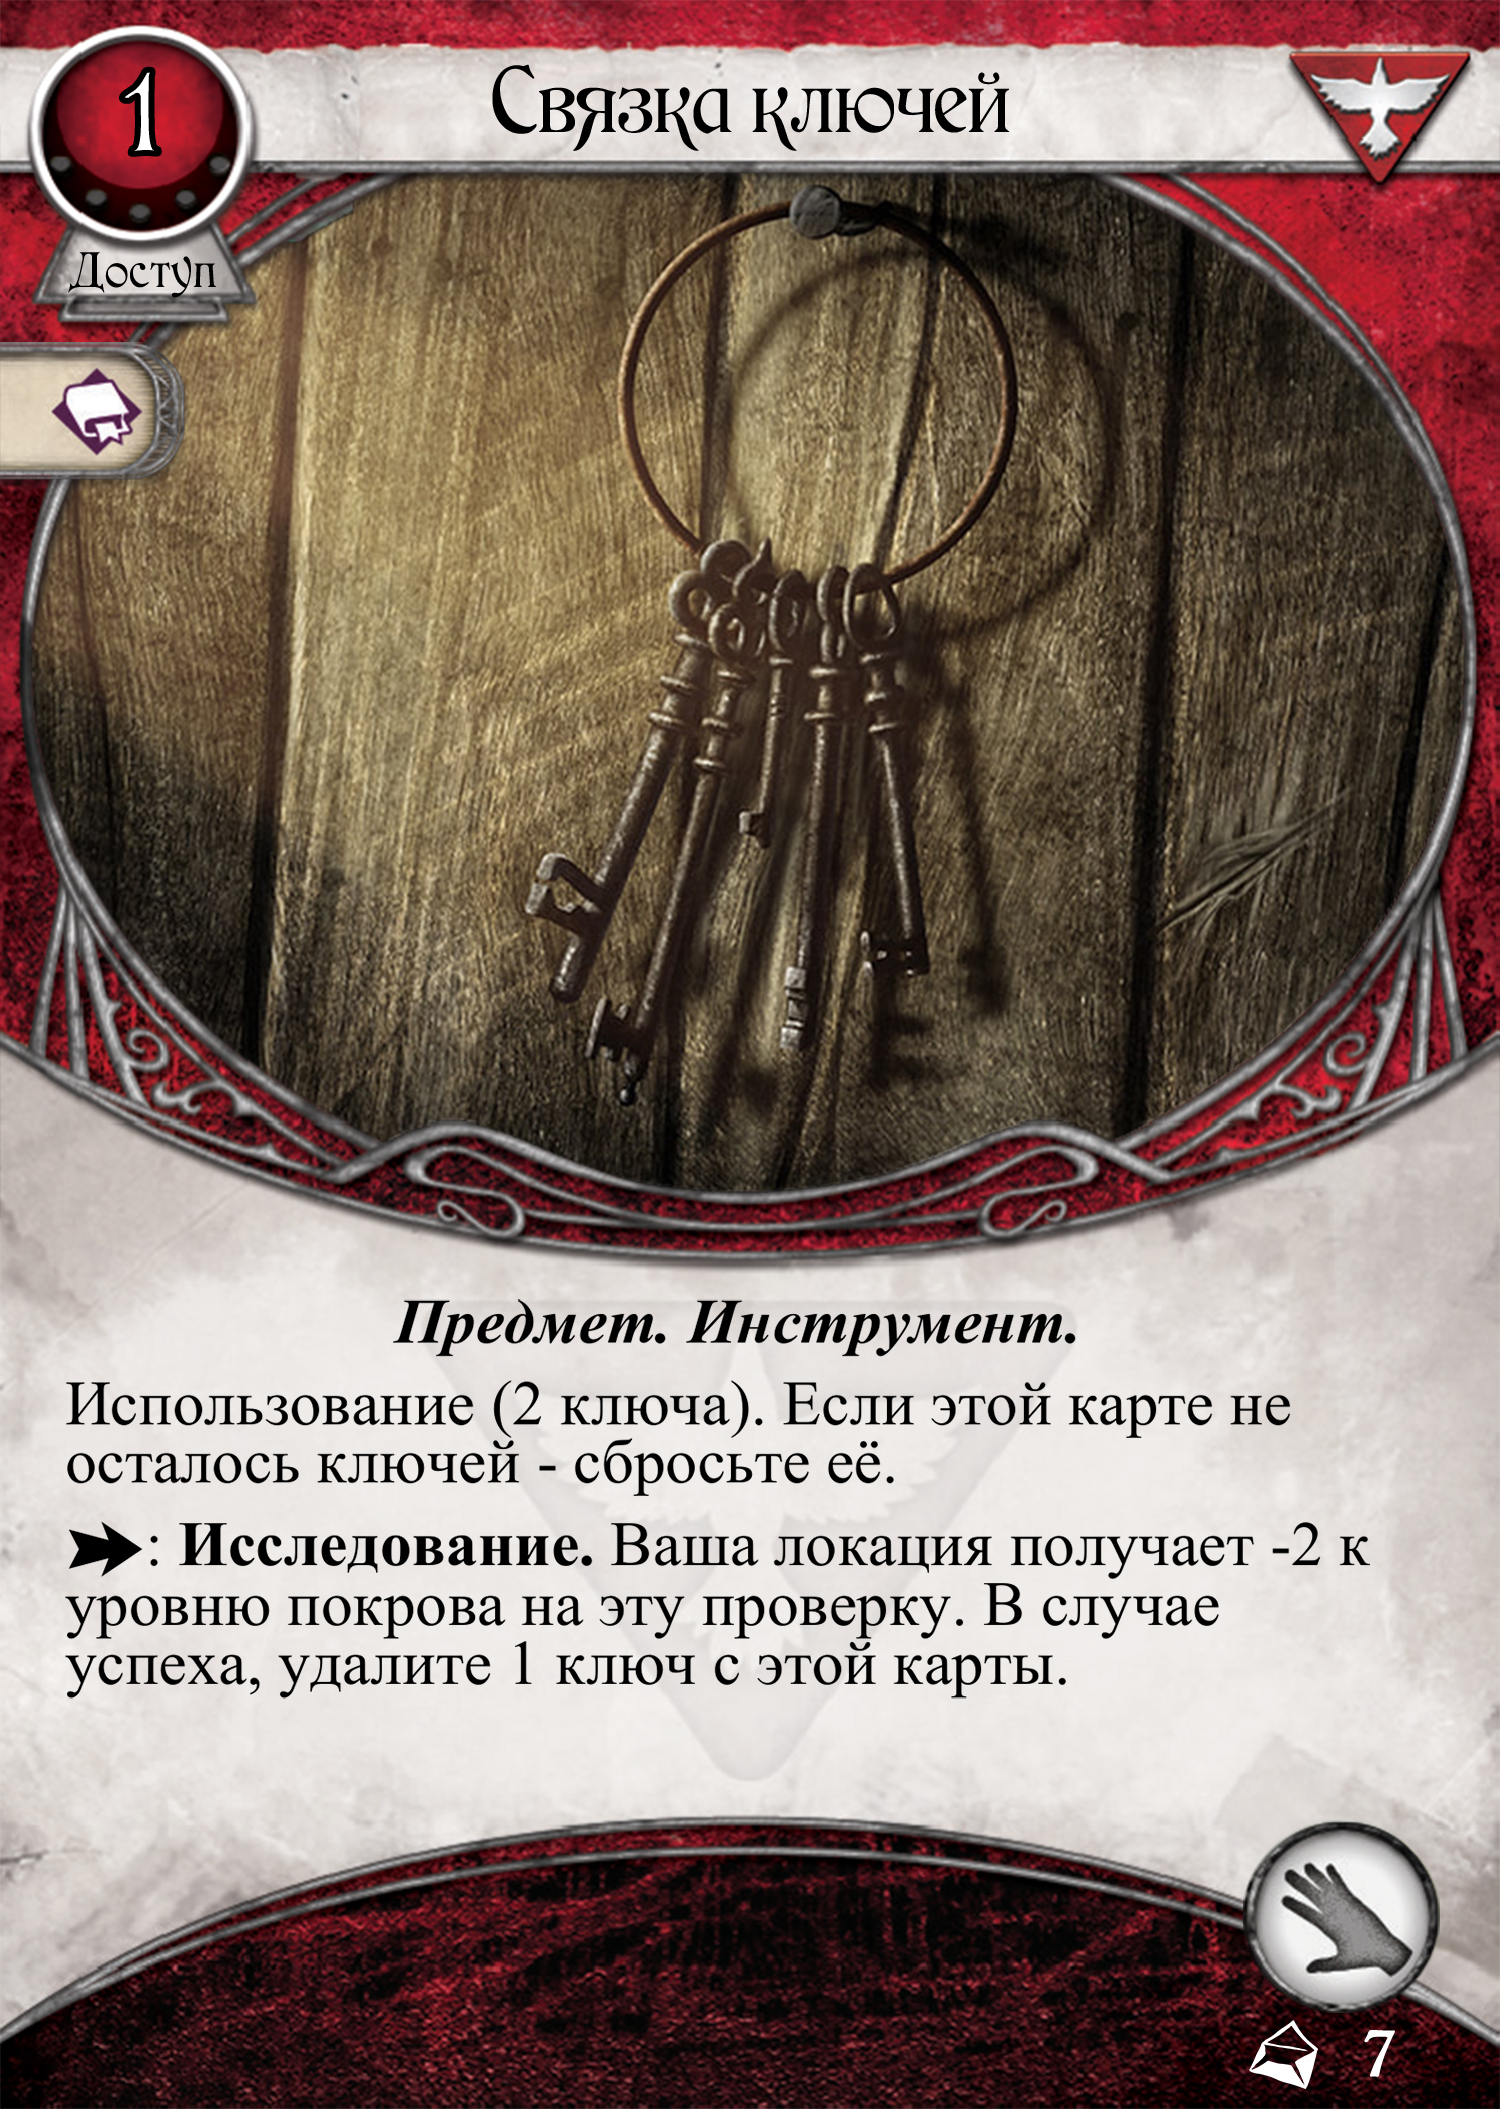 1
Связка ключей
Доступ
Предмет. Инструмент.
Использование (2 ключа). Если этой карте не
осталось ключей - сбросьте её.
: Исследование. Ваша локация получает -2 к
уровню покрова на эту проверку. В случае
успеха, удалите 1 ключ с этой карты.
7